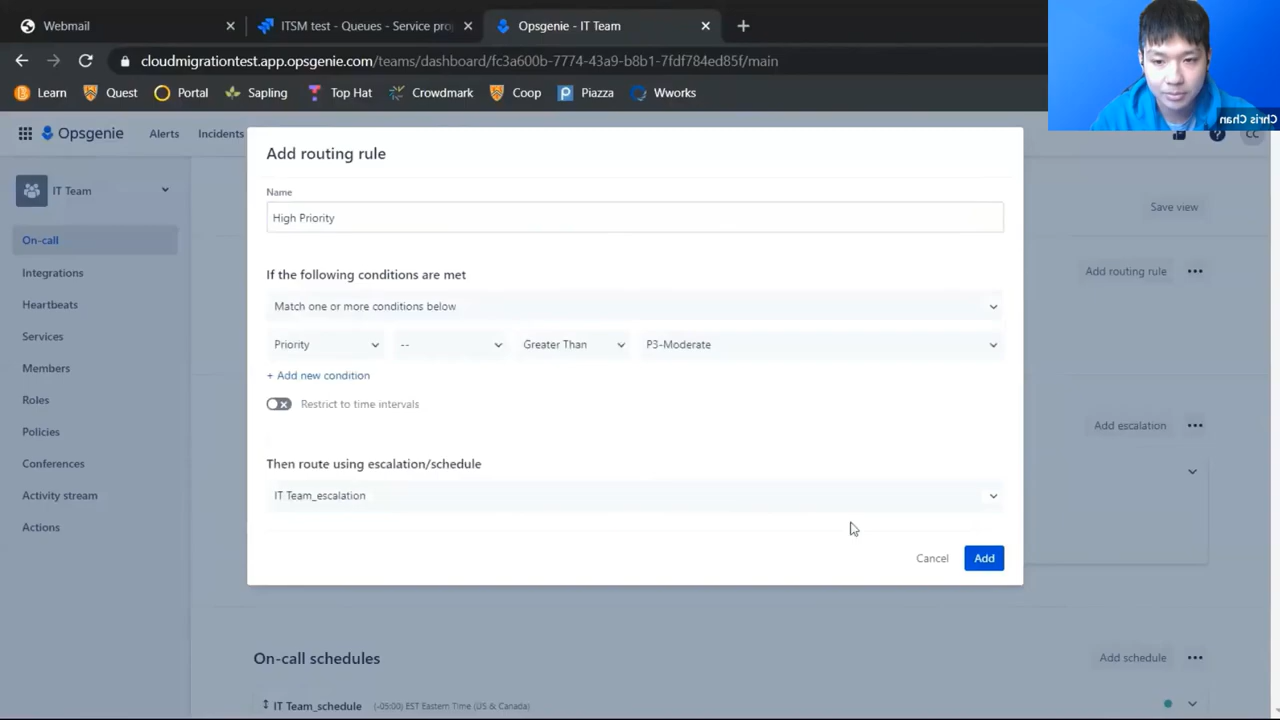 Webmail
ITSM test - Queues - Service pro
Opsgenie - IT Team
cloudmigrationtest.app.opsgenie.com/teams/dashboard/fc3a600b-7774-43a9-b8b1-7fdf784ed85f/main
Learn Quest Portal Sapling Top Hat Crowdmark Coop Piazza Wworks
Chris Chan
Opsgenie Alerts Incidents
CC
IT Team
On-call
Integrations
Heartbeats
Services
Members
Roles
Policies
Conferences
Activity stream
Actions
Save view
Add routing rule
Add escalation
Add routing rule
Name
High Priority
If the following conditions are met
Match one or more conditions below
Priority -- Greater Than P3-Moderate
+ Add new condition
Restrict to time intervals
Then route using escalation/schedule
IT Team_escalation
Cancel Add
On-call schedules
Add schedule
IT Team_schedule (-05:00) EST Eastern Time (US & Canada)